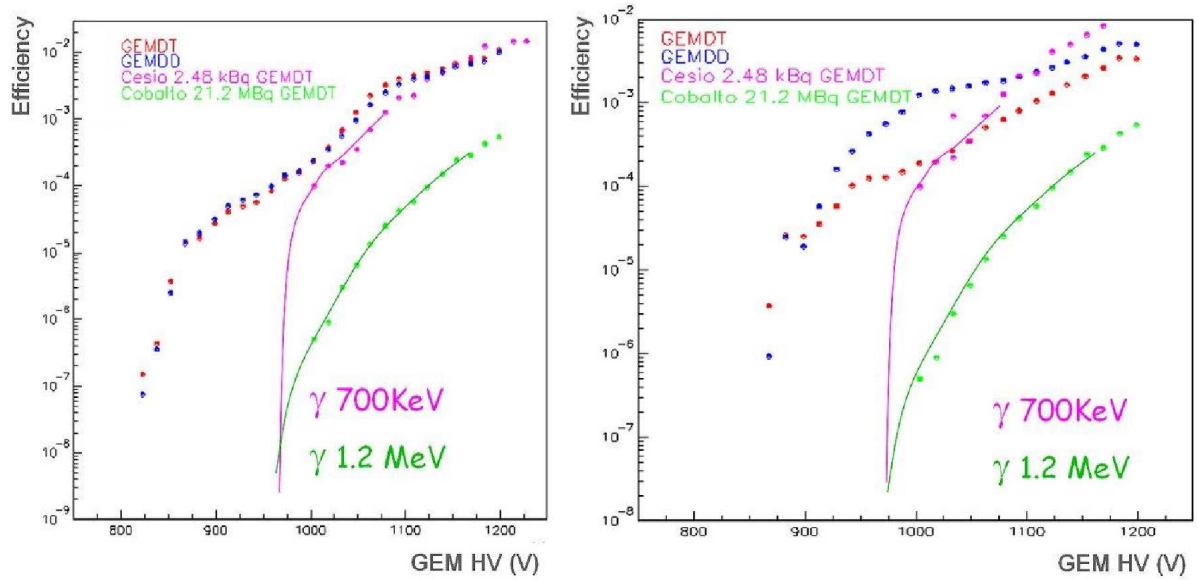 Efficiency
GEMDT
GEMDD
Cesio 2.48 kBq GEMDT
Cobalto 21.2 MBq GEMDT
10^-2
10^-3
10^-4
10^-5
10^-6
10^-7
10^-8
10^-9
γ 700KeV
γ 1.2 MeV
800 900 1000 1100 1200
GEM HV (V)
Efficiency
GEMDT
GEMDD
Cesio 2.48 kBq GEMDT
Cobalto 21.2 MBq GEMDT
10^-2
10^-3
10^-4
10^-5
10^-6
10^-7
10^-8
γ 700KeV
γ 1.2 MeV
800 900 1000 1100 1200
GEM HV (V)